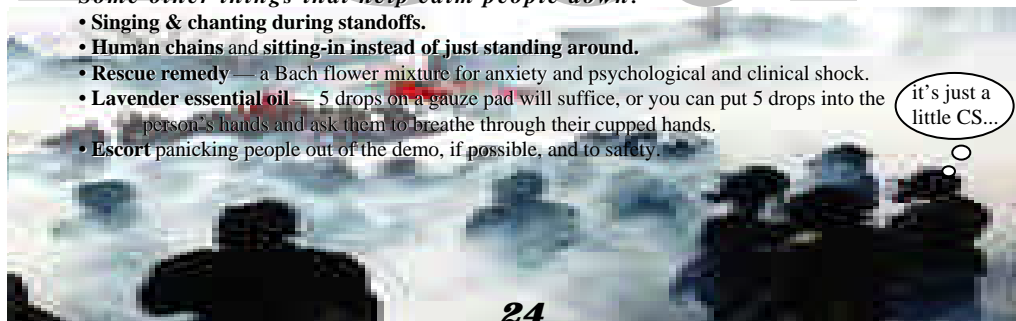 Some other things that help calm people down:
• Singing & chanting during standoffs.
• Human chains and sitting-in instead of just standing around.
• Rescue remedy — a Bach flower mixture for anxiety and psychological and clinical shock.
• Lavender essential oil — 5 drops on a gauze pad will suffice, or you can put 5 drops into the
person's hands and ask them to breathe through their cupped hands.
• Escort panicking people out of the demo, if possible, and to safety.
it's just a
little CS...
24